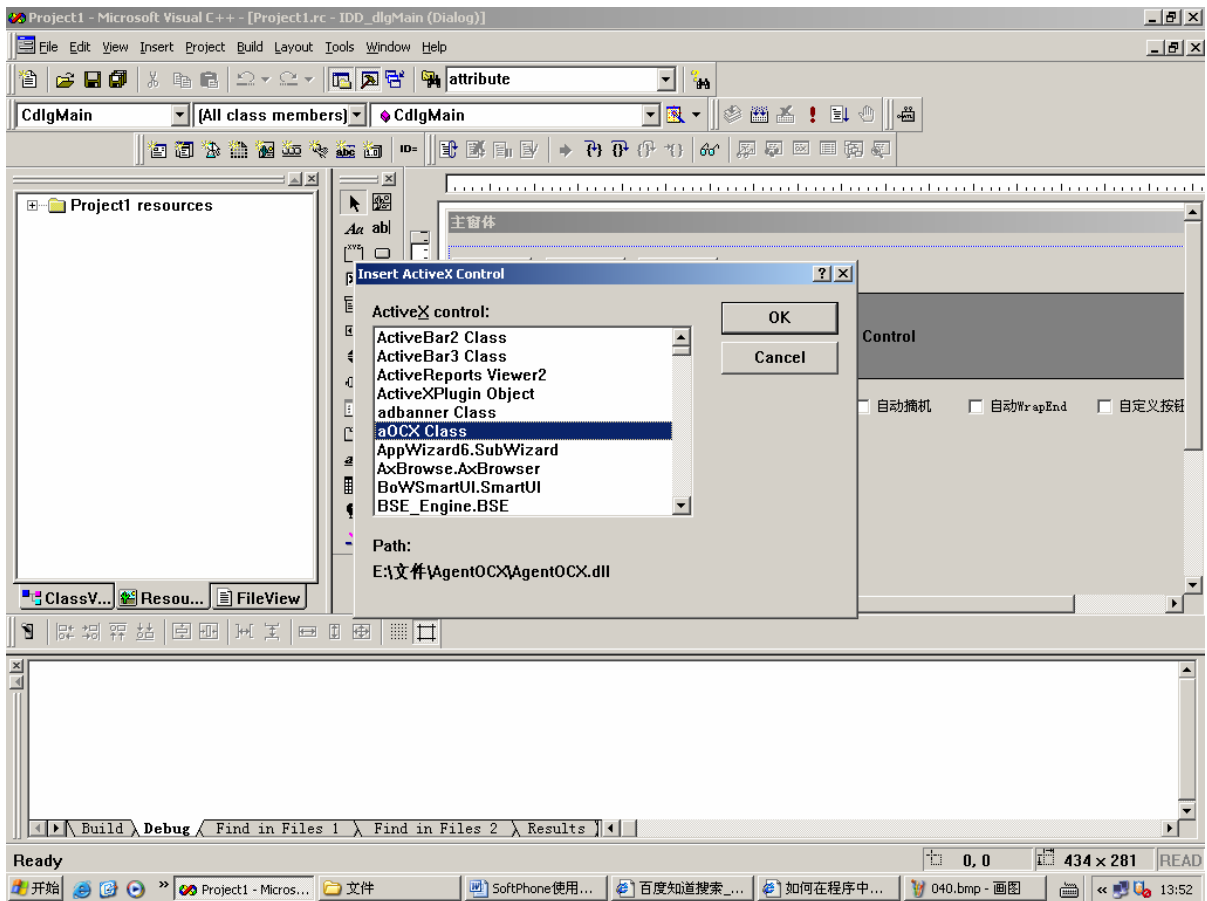 Project1 - Microsoft Visual C++ - [Project1.rc - IDD_dlgMain (Dialog)]
File Edit View Insert Project Build Layout Tools Window Help
attribute
CdlgMain [All class members] CdlgMain
ID=
Project1 resources
Aa ab|
主窗体
Insert ActiveX Control
ActiveX control:
OK
Cancel
ActiveBar2 Class
ActiveBar3 Class
ActiveReports Viewer2
ActiveXPlugin Object
adbanner Class
aOCX Class
AppWizard6.SubWizard
AxBrowse.AxBrowser
BoWSmartUI.SmartUI
BSE_Engine.BSE
Path:
E:\文件\AgentOCX\AgentOCX.dll
Control
自动摘机 自动WrapEnd 自定义按钮
ClassV... Resou... FileView
Build Debug Find in Files 1 Find in Files 2 Results
Ready 0, 0 434 x 281 READ
开始 » Project1 - Micros... 文件 SoftPhone使用... 百度知道搜索_... 如何在程序中... 040.bmp - 画图 « 13:52